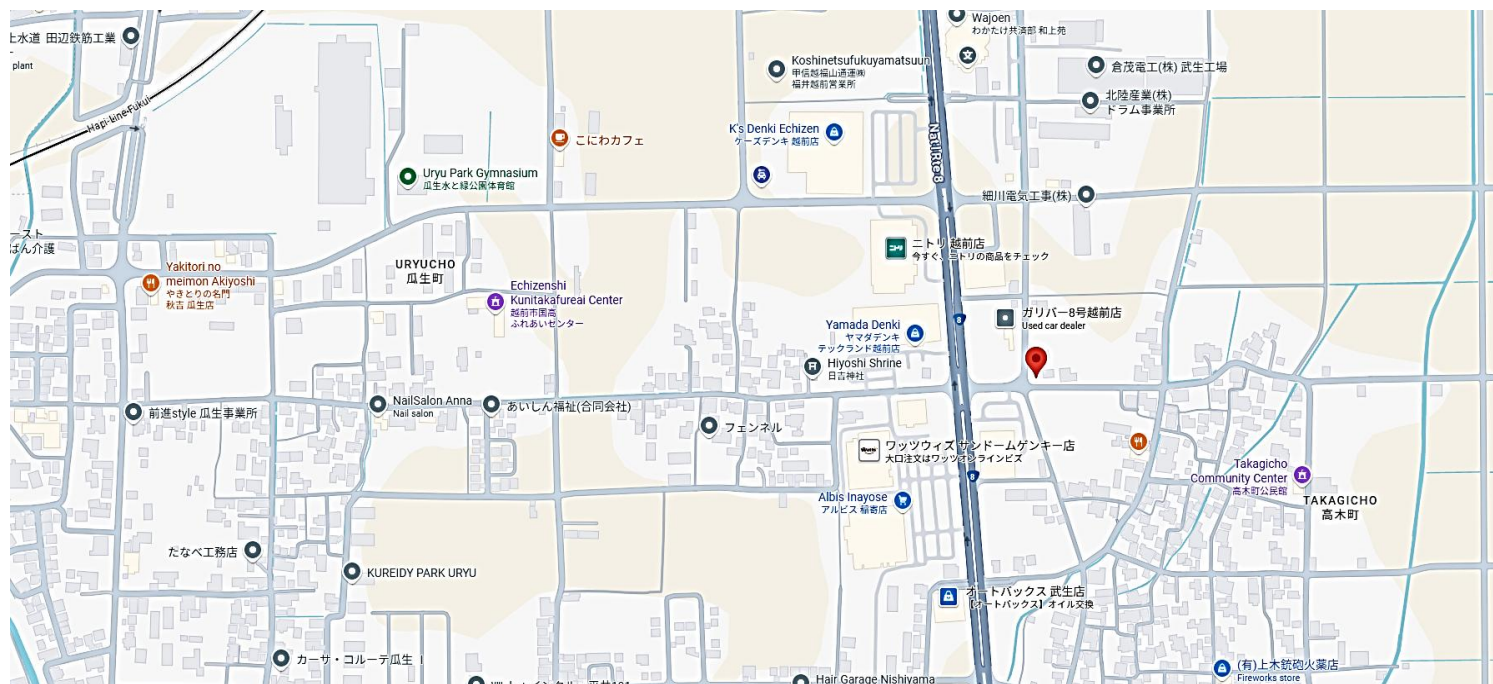 上水道
田辺鉄筋工業
plant
Hapi-Line Fukui
Wajoen
わかたけ共済部 和上苑
Koshinetsufukuyamatsuun
甲信越福山通運㈱
福井越前営業所
倉茂電工(株) 武生工場
北陸産業(株)
ドラム事業所
K's Denki Echizen
ケーズデンキ 越前店
Nat'l Rte 8
こにわカフェ
Uryu Park Gymnasium
瓜生水と緑公園体育館
細川電気工事(株)
ースト
ばん介護
ニトリ 越前店
今すぐ、ニトリの商品をチェック
URYUCHO
瓜生町
Yakitori no
meimon Akiyoshi
やきとりの名門
秋吉 瓜生店
Echizenshi
Kunitakafureai Center
越前市国高
ふれあいセンター
ガリバー8号越前店
Used car dealer
8
Yamada Denki
ヤマダデンキ
テックランド越前店
Hiyoshi Shrine
日吉神社
NailSalon Anna
Nail salon
あいしん福祉(合同会社)
前進style 瓜生事業所
フェンネル
ワッツウィズ サンドームゲンキー店
大口注文はワッツオンラインビズ
8
Takagicho
Community Center
高木町公民館
TAKAGICHO
高木町
Albis Inayose
アルビス 稲寄店
たなべ工務店
KUREIDY PARK URYU
オートバックス 武生店
【オートバックス】オイル交換
カーサ・コルーテ瓜生 Ⅰ
(有)上木銃砲火薬店
Fireworks store
Hair Garage Nishiyama